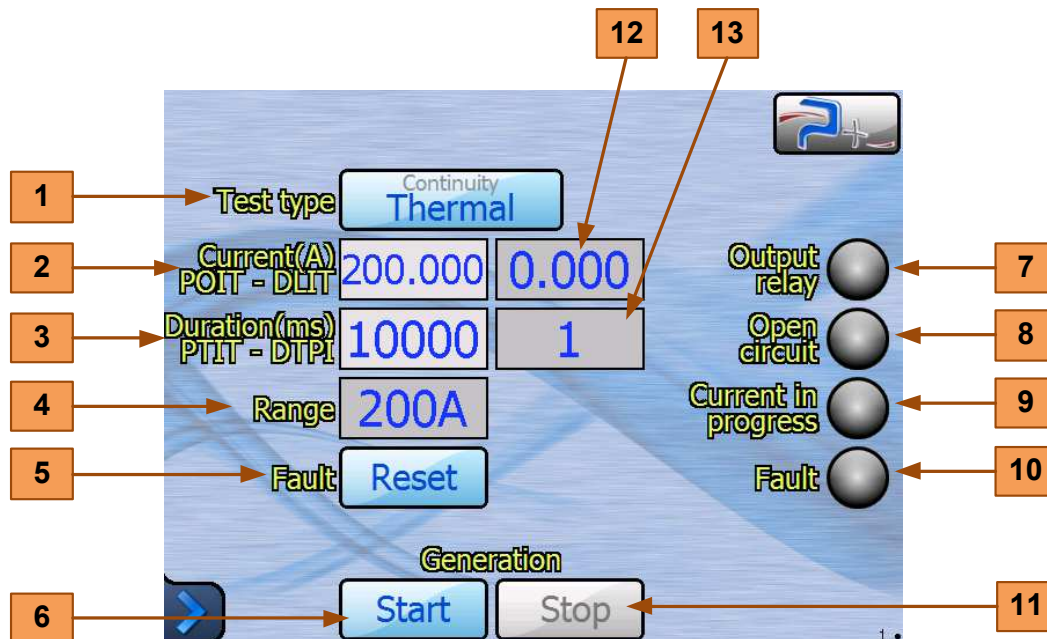 12
13
1
Test type
Continuity
Thermal
2
Current(A)
POIT - DLIT
200.000
0.000
Output
relay
7
3
Duration(ms)
PTIT - DTPI
10000
1
Open
circuit
8
4
Range
200A
Current in
progress
9
5
Fault
Reset
Fault
10
Generation
6
Start
Stop
11